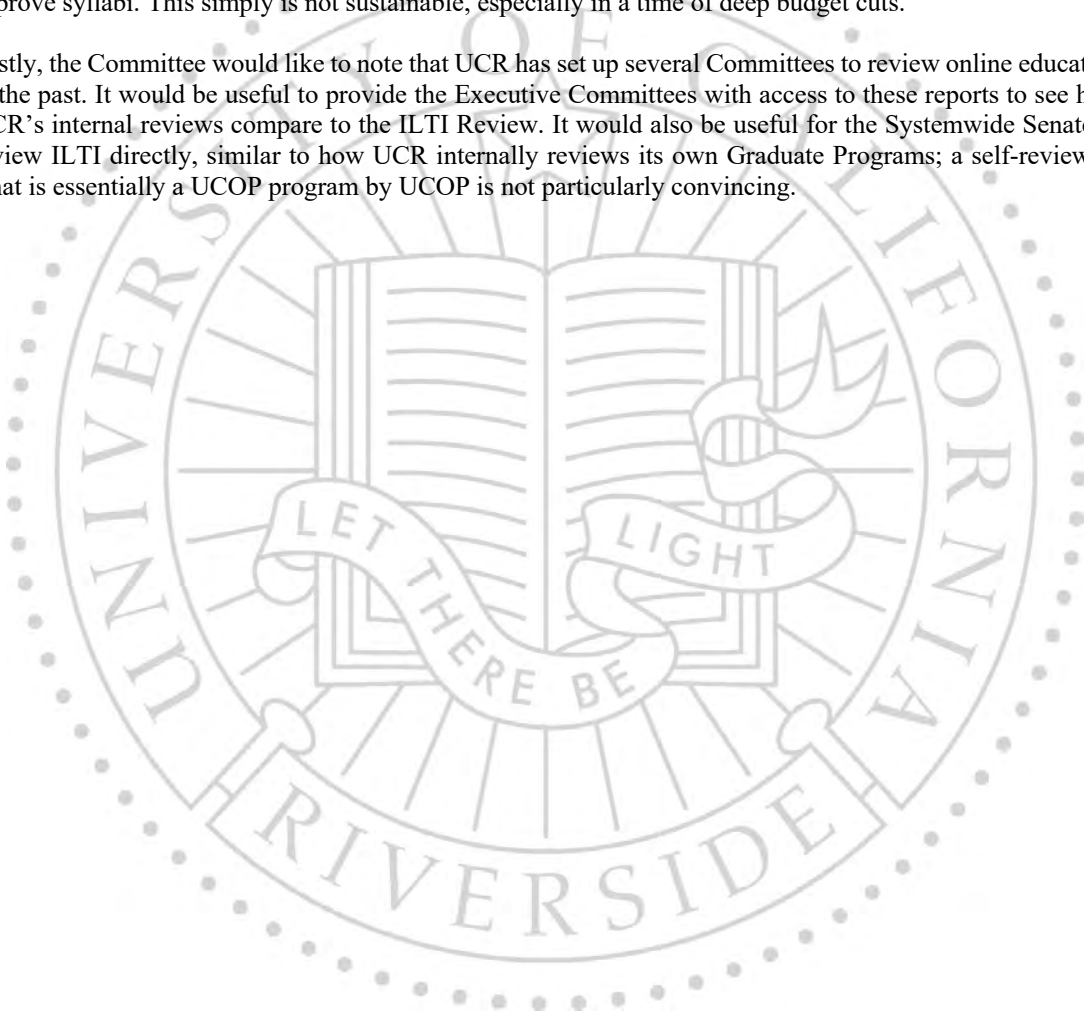 prove syllabi. This simply is not sustainable, especially in a time of deep budget cuts.
stly, the Committee would like to note that UCR has set up several Committees to review online educat
the past. It would be useful to provide the Executive Committees with access to these reports to see h
CR's internal reviews compare to the ILTI Review. It would also be useful for the Systemwide Senate
view ILTI directly, similar to how UCR internally reviews its own Graduate Programs; a self-review
hat is essentially a UCOP program by UCOP is not particularly convincing.
UNIVERSITY OF CALIFORNIA
LET THERE BE LIGHT
RIVERSIDE